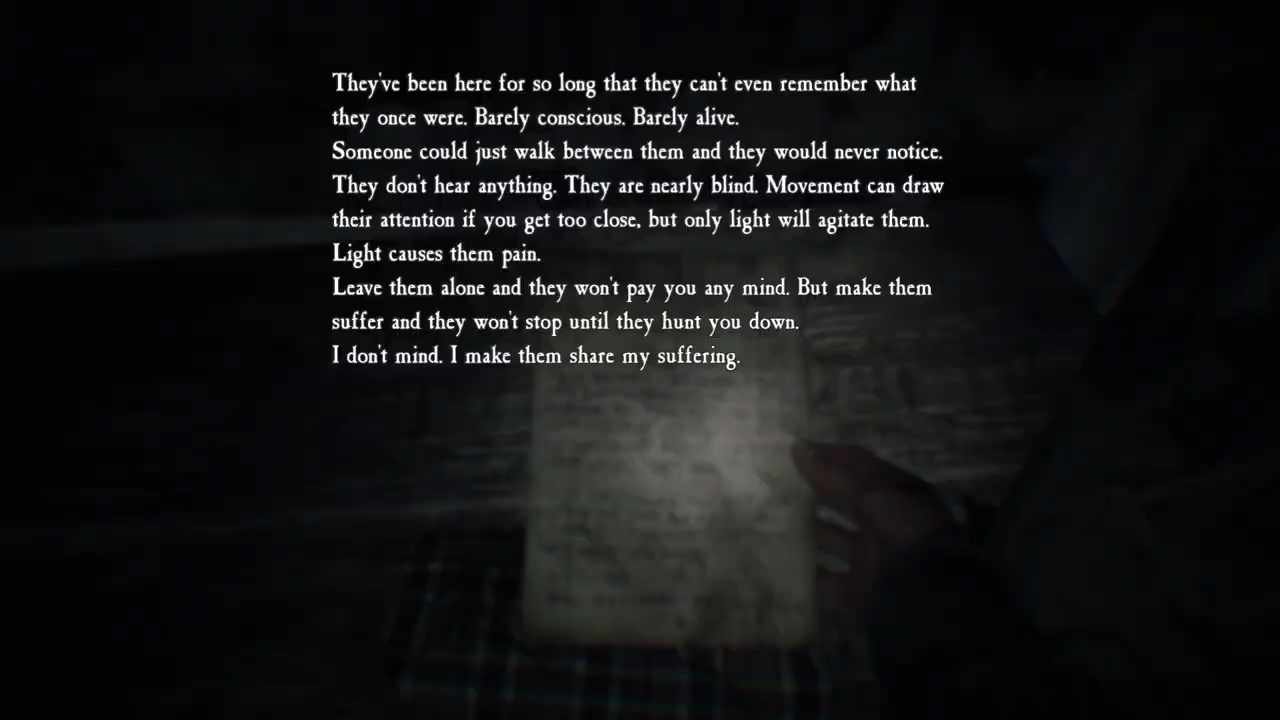 They've been here for so long that they can't even remember what
they once were. Barely conscious. Barely alive.
Someone could just walk between them and they would never notice.
They don't hear anything. They are nearly blind. Movement can draw
their attention if you get too close, but only light will agitate them.
Light causes them pain.
Leave them alone and they won't pay you any mind. But make them
suffer and they won't stop until they hunt you down.
I don't mind. I make them share my suffering.